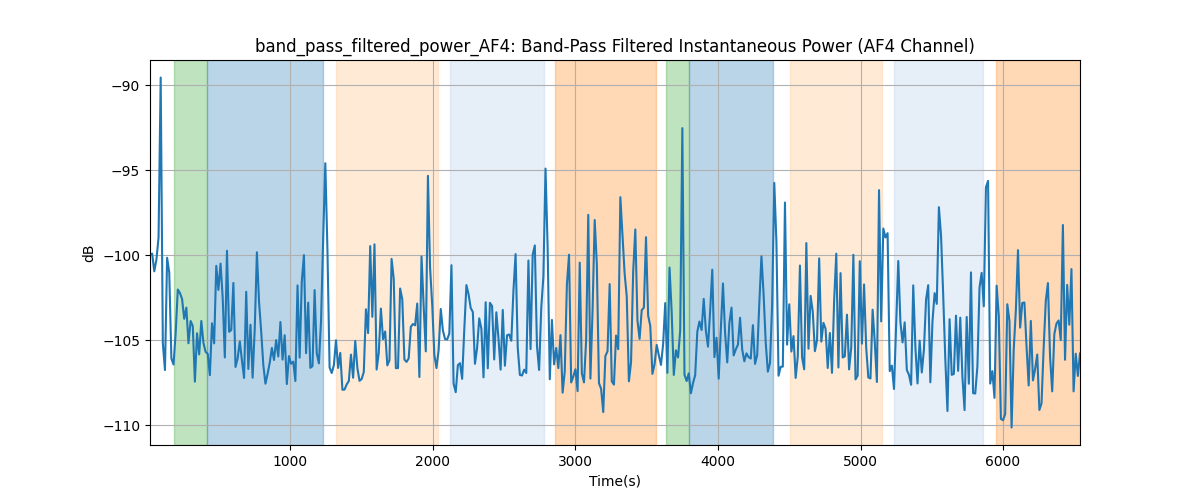 band_pass_filtered_power_AF4: Band-Pass Filtered Instantaneous Power (AF4 Channel)
−90
−95
−100
−105
−110
dB
1000 2000 3000 4000 5000 6000
Time(s)